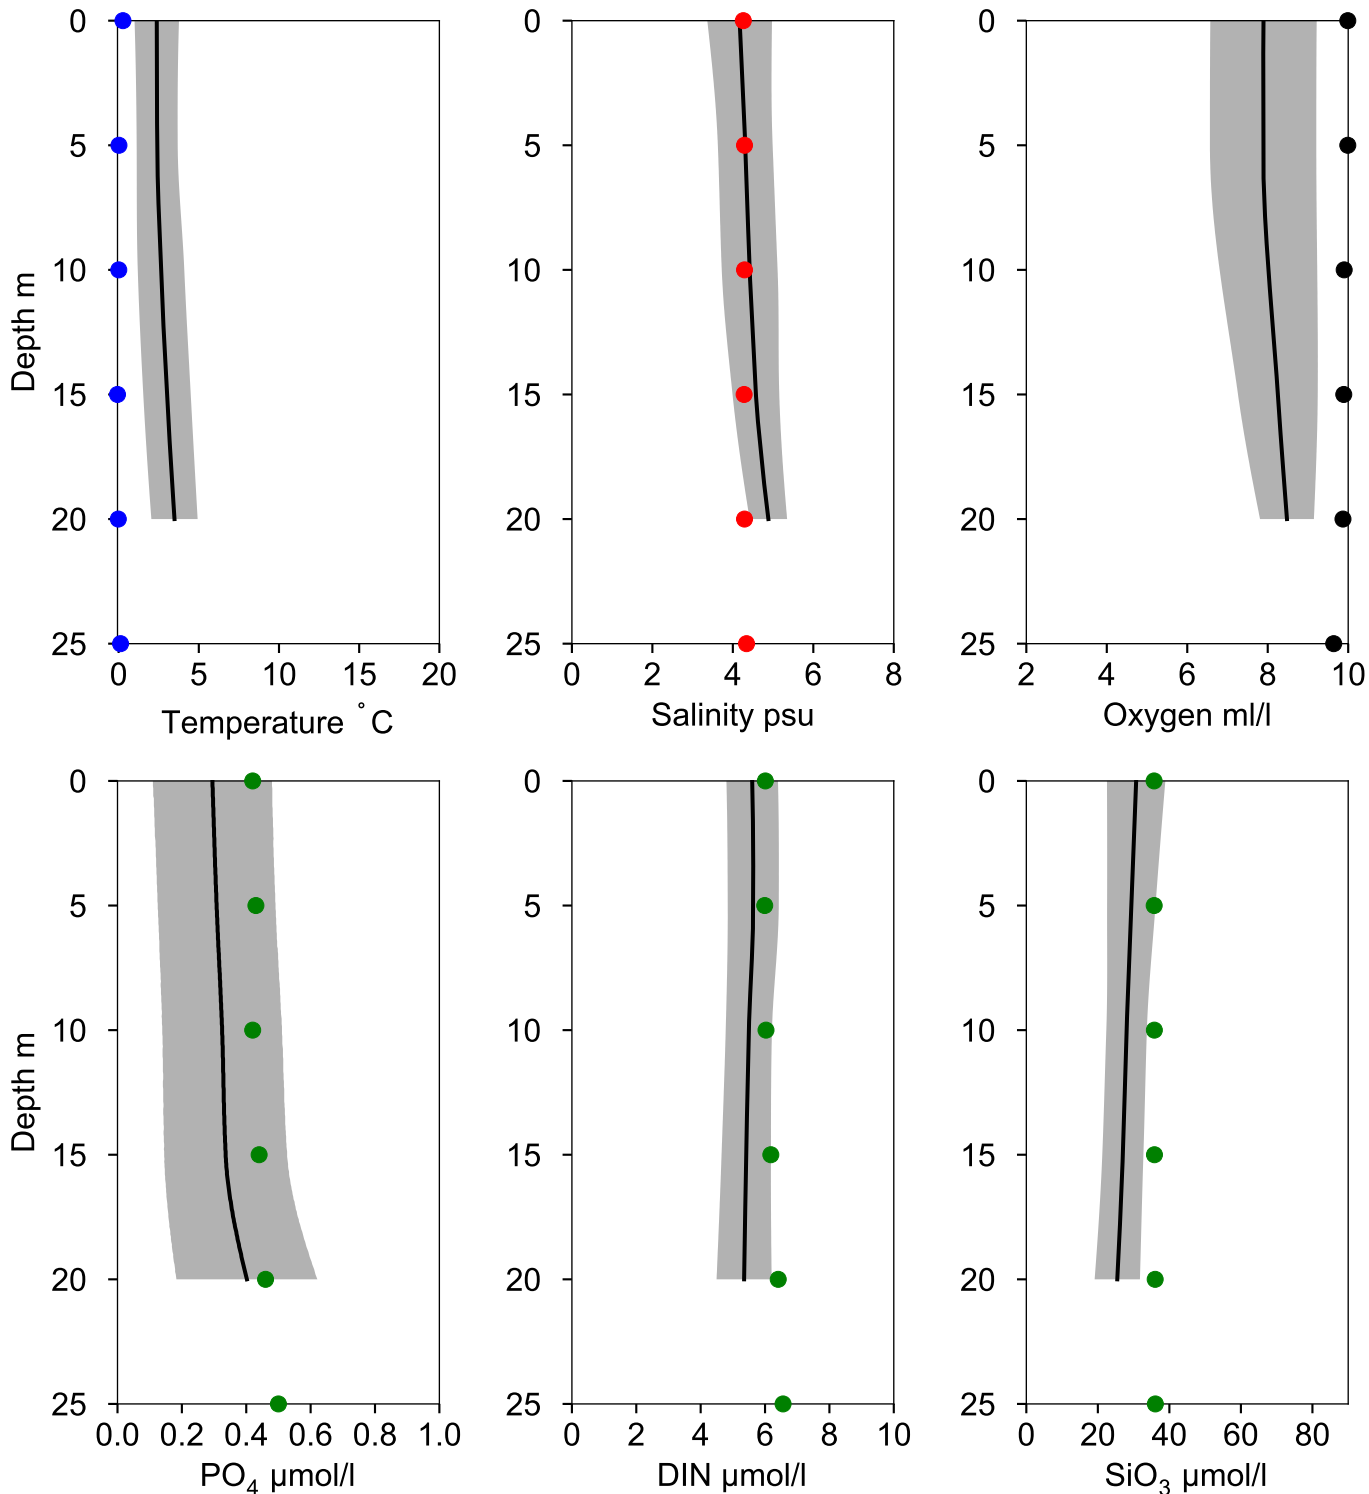 0 0 0
5 5 5
10 10 10
15 15 15
20 20 20
25 25 25
Depth m
0 5 10 15 20
0 2 4 6 8
2 4 6 8 10
Temperature °C
Salinity psu
Oxygen ml/l
0 0 0
5 5 5
10 10 10
15 15 15
20 20 20
25 25 25
Depth m
0.0 0.2 0.4 0.6 0.8 1.0
0 2 4 6 8 10
0 20 40 60 80
PO₄ µmol/l
DIN µmol/l
SiO₃ µmol/l